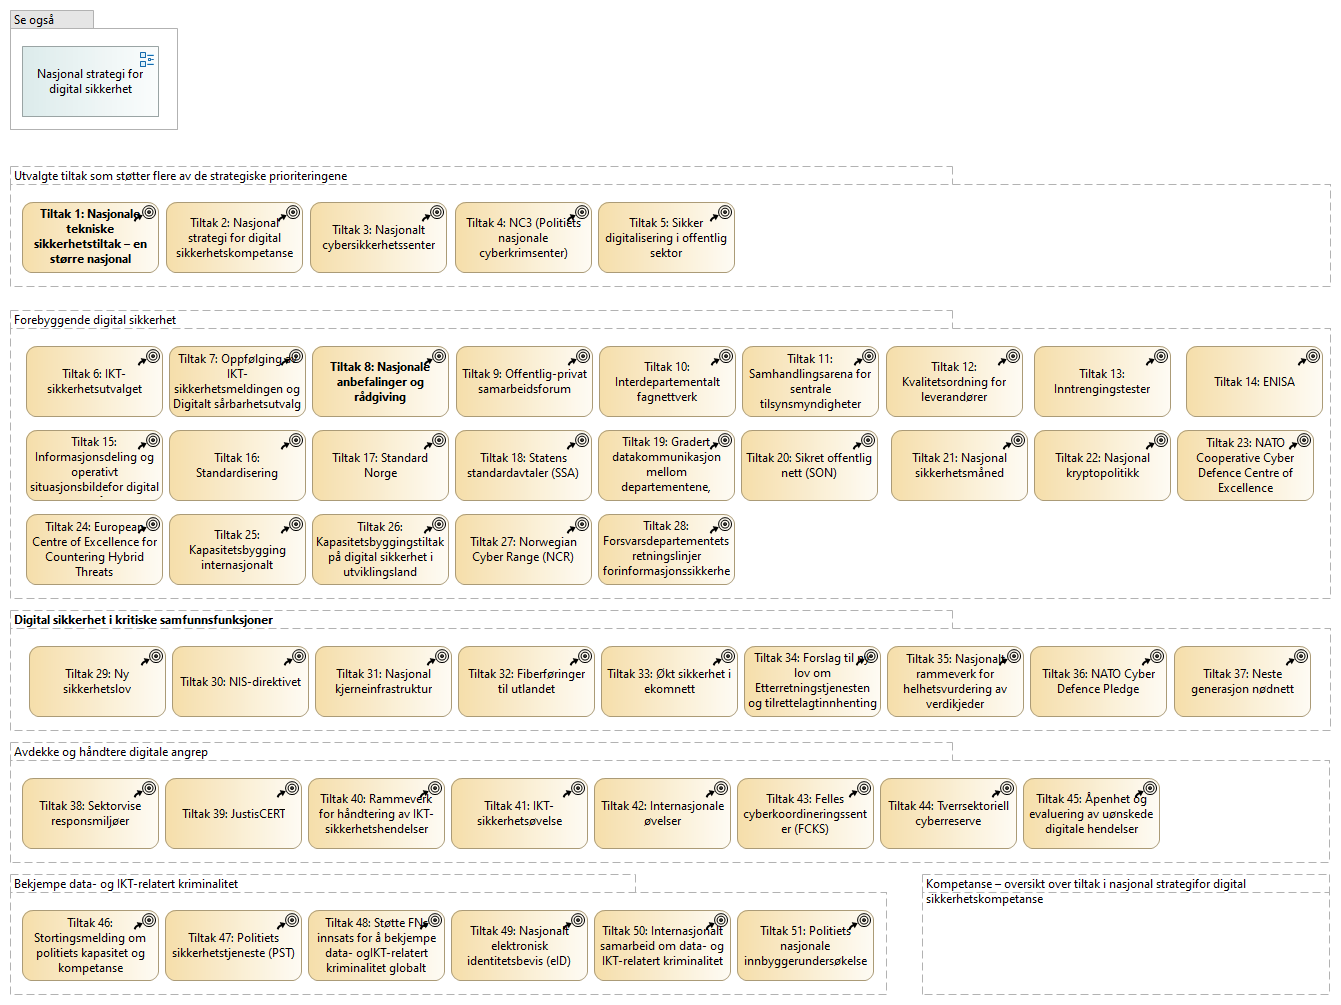 Se også
Nasjonal strategi for
digital sikkerhet
Utvalgte tiltak som støtter flere av de strategiske prioriteringene
Tiltak 1: Nasjonale
tekniske
sikkerhetstiltak – en
større nasjonal
Tiltak 2: Nasjonal
strategi for digital
sikkerhetskompetanse
Tiltak 3: Nasjonalt
cybersikkerhetssenter
Tiltak 4: NC3 (Politiets
nasjonale
cyberkrimsenter)
Tiltak 5: Sikker
digitalisering i offentlig
sektor
Forebyggende digital sikkerhet
Tiltak 6: IKT-
sikkerhetsutvalget
Tiltak 7: Oppfølging av
IKT-
sikkerhetsmeldingen og
Digitalt sårbarhetsutvalg
Tiltak 8: Nasjonale
anbefalinger og
rådgiving
Tiltak 9: Offentlig-privat
samarbeidsforum
Tiltak 10:
Interdepartementalt
fagnettverk
Tiltak 11:
Samhandlingsarena for
sentrale
tilsynsmyndigheter
Tiltak 12:
Kvalitetsordning for
leverandører
Tiltak 13:
Inntrengingstester
Tiltak 14: ENISA
Tiltak 15:
Informasjonsdeling og
operativt
situasjonsbildefor digital
Tiltak 16:
Standardisering
Tiltak 17: Standard
Norge
Tiltak 18: Statens
standardavtaler (SSA)
Tiltak 19: Gradert
datakommunikasjon
mellom
departementene,
Tiltak 20: Sikret offentlig
nett (SON)
Tiltak 21: Nasjonal
sikkerhetsmåned
Tiltak 22: Nasjonal
kryptopolitikk
Tiltak 23: NATO
Cooperative Cyber
Defence Centre of
Excellence
Tiltak 24: European
Centre of Excellence for
Countering Hybrid
Threats
Tiltak 25:
Kapasitetsbygging
internasjonalt
Tiltak 26:
Kapasitetsbyggingstiltak
på digital sikkerhet i
utviklingsland
Tiltak 27: Norwegian
Cyber Range (NCR)
Tiltak 28:
Forsvarsdepartementets
retningslinjer
forinformasjonssikkerhe
Digital sikkerhet i kritiske samfunnsfunksjoner
Tiltak 29: Ny
sikkerhetslov
Tiltak 30: NIS-direktivet
Tiltak 31: Nasjonal
kjerneinfrastruktur
Tiltak 32: Fiberføringer
til utlandet
Tiltak 33: Økt sikkerhet i
ekomnett
Tiltak 34: Forslag til ny
lov om
Etterretningstjenesten
og tilrettelagtinnhenting
Tiltak 35: Nasjonalt
rammeverk for
helhetsvurdering av
verdikjeder
Tiltak 36: NATO Cyber
Defence Pledge
Tiltak 37: Neste
generasjon nødnett
Avdekke og håndtere digitale angrep
Tiltak 38: Sektorvise
responsmiljøer
Tiltak 39: JustisCERT
Tiltak 40: Rammeverk
for håndtering av IKT-
sikkerhetshendelser
Tiltak 41: IKT-
sikkerhetsøvelse
Tiltak 42: Internasjonale
øvelser
Tiltak 43: Felles
cyberkoordineringssent
er (FCKS)
Tiltak 44: Tverrsektoriell
cyberreserve
Tiltak 45: Åpenhet og
evaluering av uønskede
digitale hendelser
Bekjempe data- og IKT-relatert kriminalitet
Tiltak 46:
Stortingsmelding om
politiets kapasitet og
kompetanse
Tiltak 47: Politiets
sikkerhetstjeneste (PST)
Tiltak 48: Støtte FNs
innsats for å bekjempe
data- ogIKT-relatert
kriminalitet globalt
Tiltak 49: Nasjonalt
elektronisk
identitetsbevis (eID)
Tiltak 50: Internasjonalt
samarbeid om data- og
IKT-relatert kriminalitet
Tiltak 51: Politiets
nasjonale
innbyggerundersøkelse
Kompetanse – oversikt over tiltak i nasjonal strategifor digital
sikkerhetskompetanse